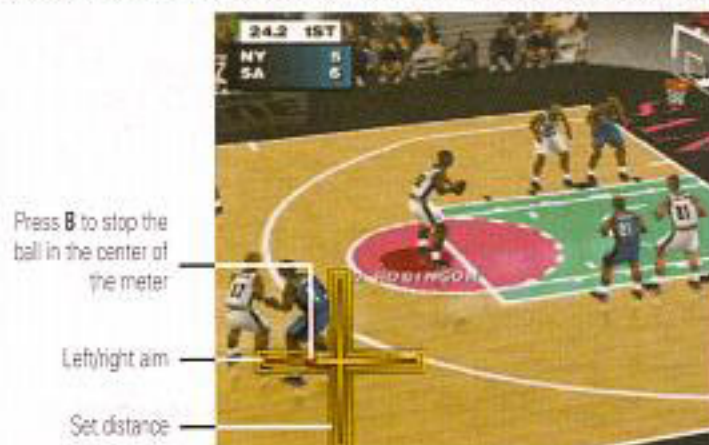 24.2 1ST
NY 5
SA 6
Press B to stop the
ball in the center of
the meter
D. ROBINSON
Left/right aim
Set distance